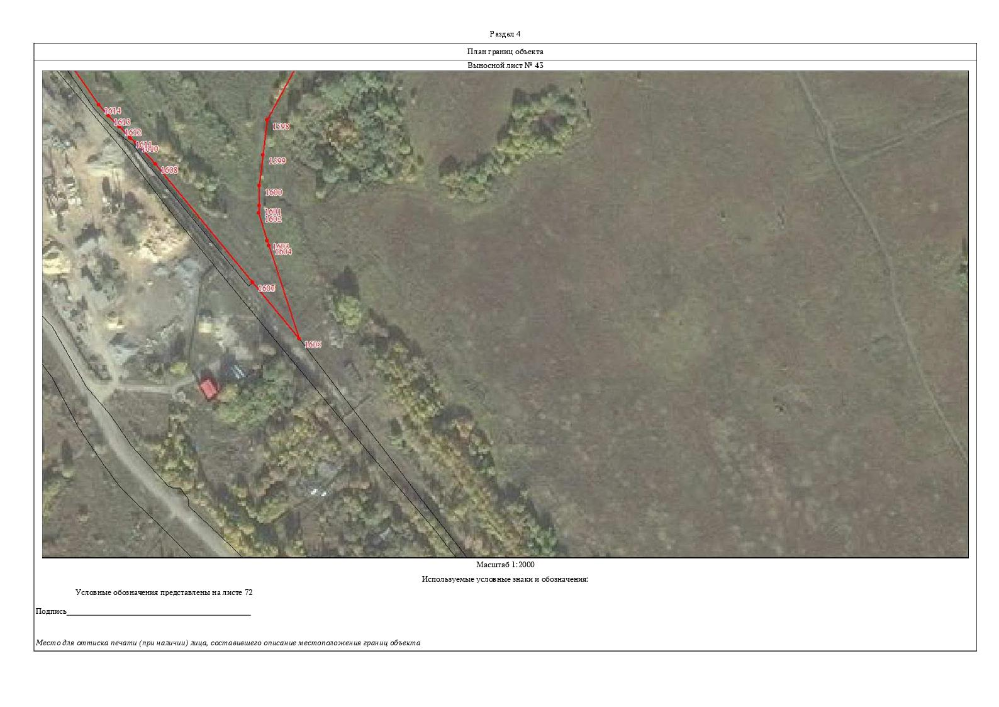 Раздел 4
План границ объекта
Выносной лист № 43
1614
1613
1612
1611
1610
1608
1598
1599
1600
1601
1602
1603
1604
1607
1605
Масштаб 1:2000
Используемые условные знаки и обозначения:
Условные обозначения представлены на листе 72
Подпись
Место для оттиска печати (при наличии) лица, составившего описание местоположения границ объекта